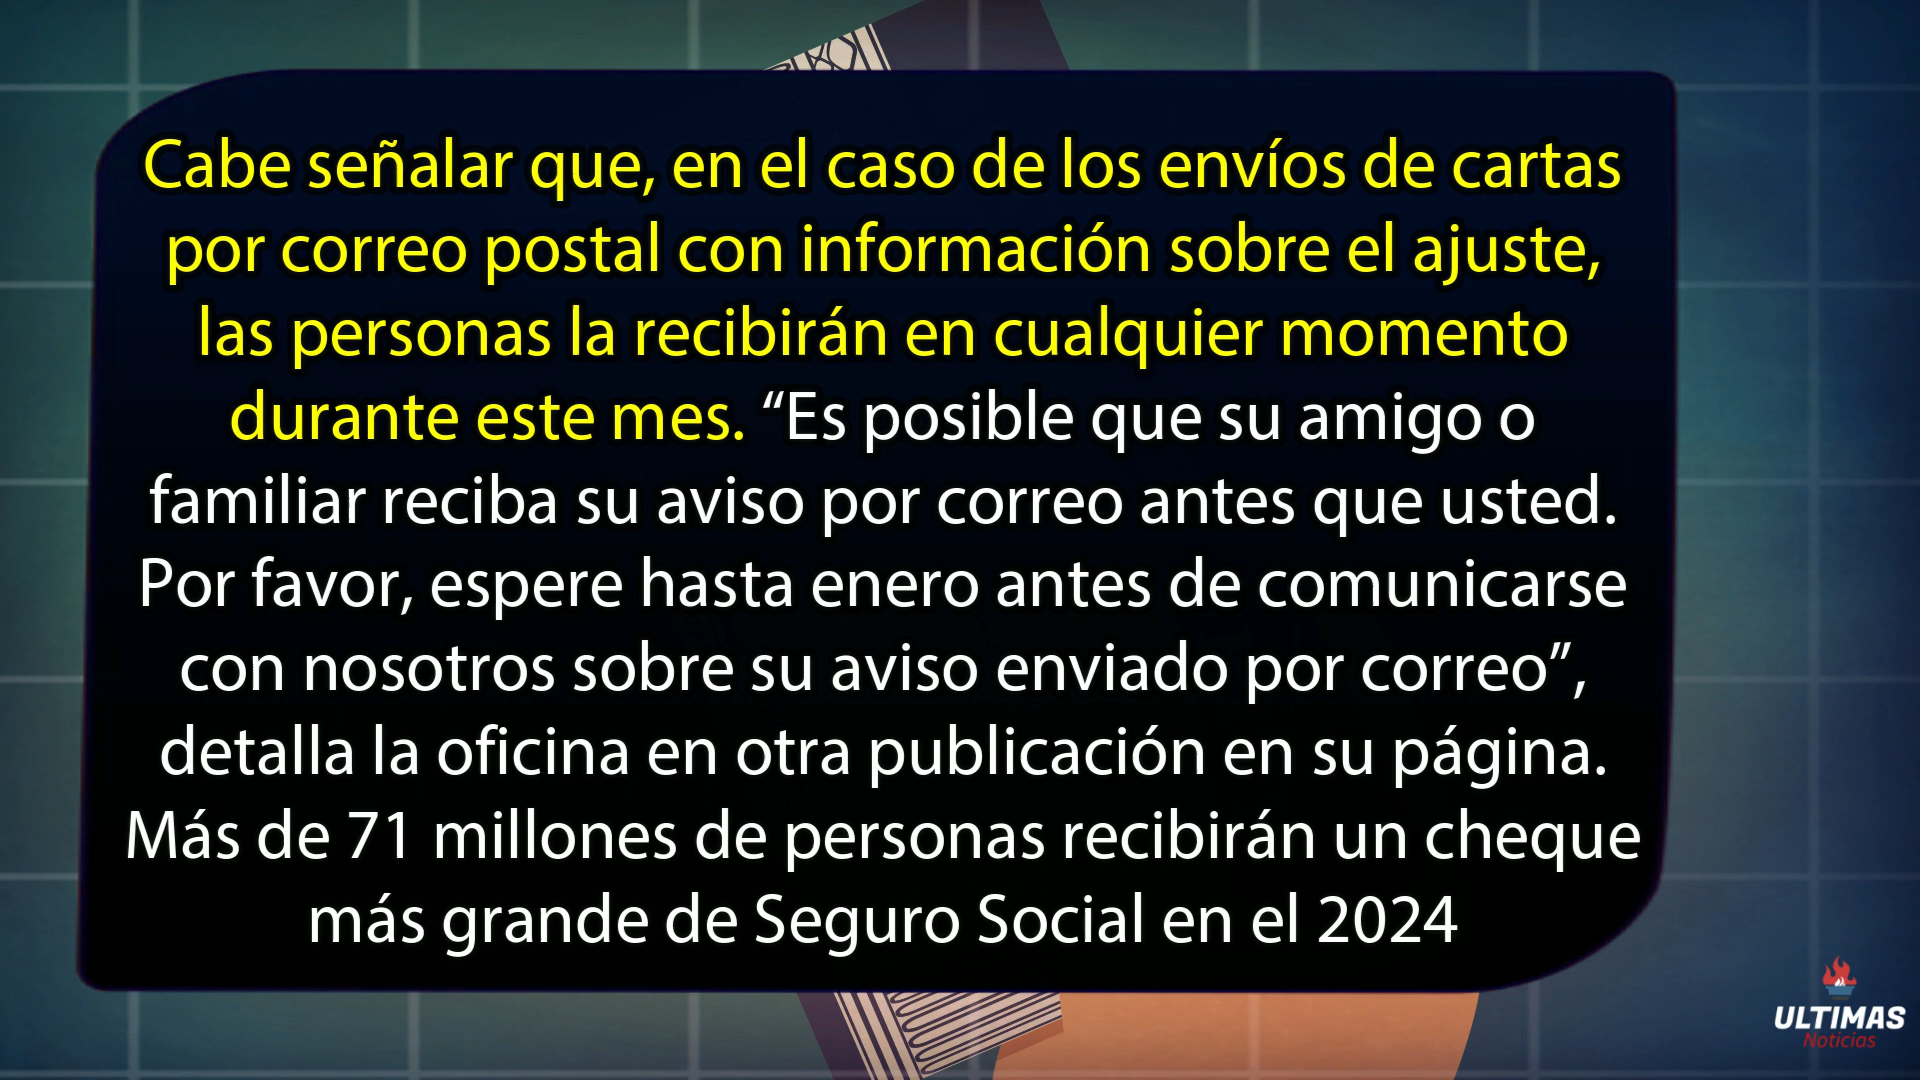 Cabe señalar que, en el caso de los envíos de cartas
por correo postal con información sobre el ajuste,
las personas la recibirán en cualquier momento
durante este mes. “Es posible que su amigo o
familiar reciba su aviso por correo antes que usted.
Por favor, espere hasta enero antes de comunicarse
con nosotros sobre su aviso enviado por correo”,
detalla la oficina en otra publicación en su página.
Más de 71 millones de personas recibirán un cheque
más grande de Seguro Social en el 2024
ULTIMAS
Noticias